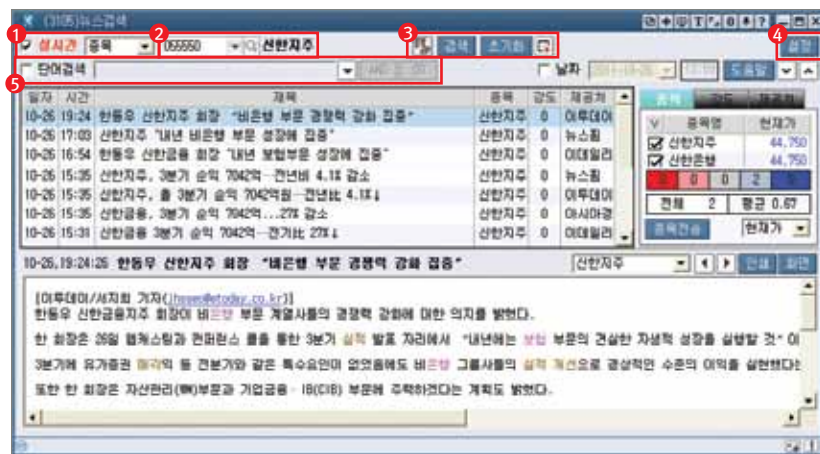 (3105)뉴스검색
1 2 3 4
실시간 종목 055550 신한지주 검색 초기화 설정
5
단어검색 날짜 도움말
일자 시간 제목 종목 강도 제공처
10-26 19:24 한동우 신한지주 회장 "비은행 부문 경쟁력 강화 집중" 신한지주 0 이투데이
10-26 17:03 신한지주 "내년 비은행 부문 성장에 집중" 신한지주 0 뉴스핌
10-26 16:54 한동우 신한금융 회장 "내년 보험부문 성장에 집중" 신한지주 0 이데일리
10-26 15:35 신한지주, 3분기 순익 7042억…전년비 4.1% 감소 신한지주 0 뉴스핌
10-26 15:35 신한지주, 올 3분기 순익 7042억원…전년比 4.1%↓ 신한지주 0 이투데이
10-26 15:35 신한금융, 3분기 순익 7042억...27% 감소 신한지주 0 아시아경
10-26 15:31 신한금융 3분기 순익 7042억…전기比 27%↓ 신한지주 0 이데일리
종목 강도 제공처
V 종목명 현재가
신한지주 44,750
신한은행 44,750
0 0 2
전체 2 평균 0.67
종목전송 현재가
10-26,19:24:26 한동우 신한지주 회장 "비은행 부문 경쟁력 강화 집중" 신한지주 인쇄 화면
[이투데이/서지희 기자(jhseo@etoday.co.kr)]
한동우 신한금융지주 회장이 비은행 부문 계열사들의 경쟁력 강화에 대한 의지를 밝혔다.
한 회장은 26일 웹캐스팅과 컨퍼런스 콜을 통한 3분기 실적 발표 자리에서 "내년에는 보험 부문의 건실한 자생적 성장을 실행할 것" 이
3분기에 유가증권 매각익 등 전분기와 같은 특수요인이 없었음에도 비은행 그룹사들의 실적 개선으로 경상적인 수준의 이익을 실현했다는
또한 한 회장은 자산관리(WM)부문과 기업금융·IB(CIB) 부문에 주력하겠다는 계획도 밝혔다.